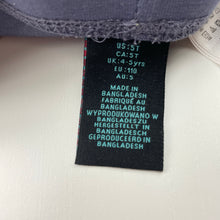 US: 5T
CA: 5T
UK: 4-5yrs
EU: 110
AU: 5
MADE IN
BANGLADESH
FABRIQUÉ AU
BANGLADESH
WYPRODUKOWANO W
BANGLADESZU
HERGESTELLT IN
BANGLADESCH
GEPRODUCEERD IN
BANGLADESH